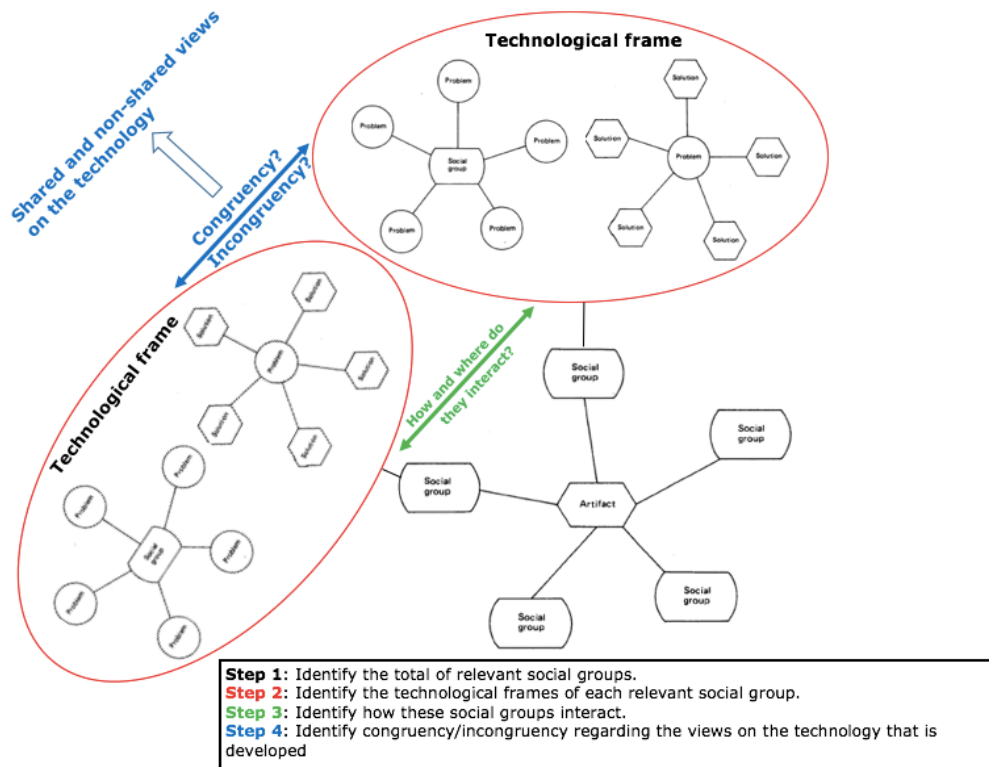 Technological frame
Shared and non-shared views
on the technology
Congruency?
Incongruency?
Problem
Problem
Problem
Problem
Problem
Social
group
Solution
Solution
Solution
Solution
Solution
Problem
Technological frame
Solution
Solution
Solution
Solution
Solution
Problem
Problem
Problem
Problem
Problem
Problem
Social
group
How and where do
they interact?
Social
group
Social
group
Social
group
Artifact
Social
group
Social
group
Step 1: Identify the total of relevant social groups.
Step 2: Identify the technological frames of each relevant social group.
Step 3: Identify how these social groups interact.
Step 4: Identify congruency/incongruency regarding the views on the technology that is
developed